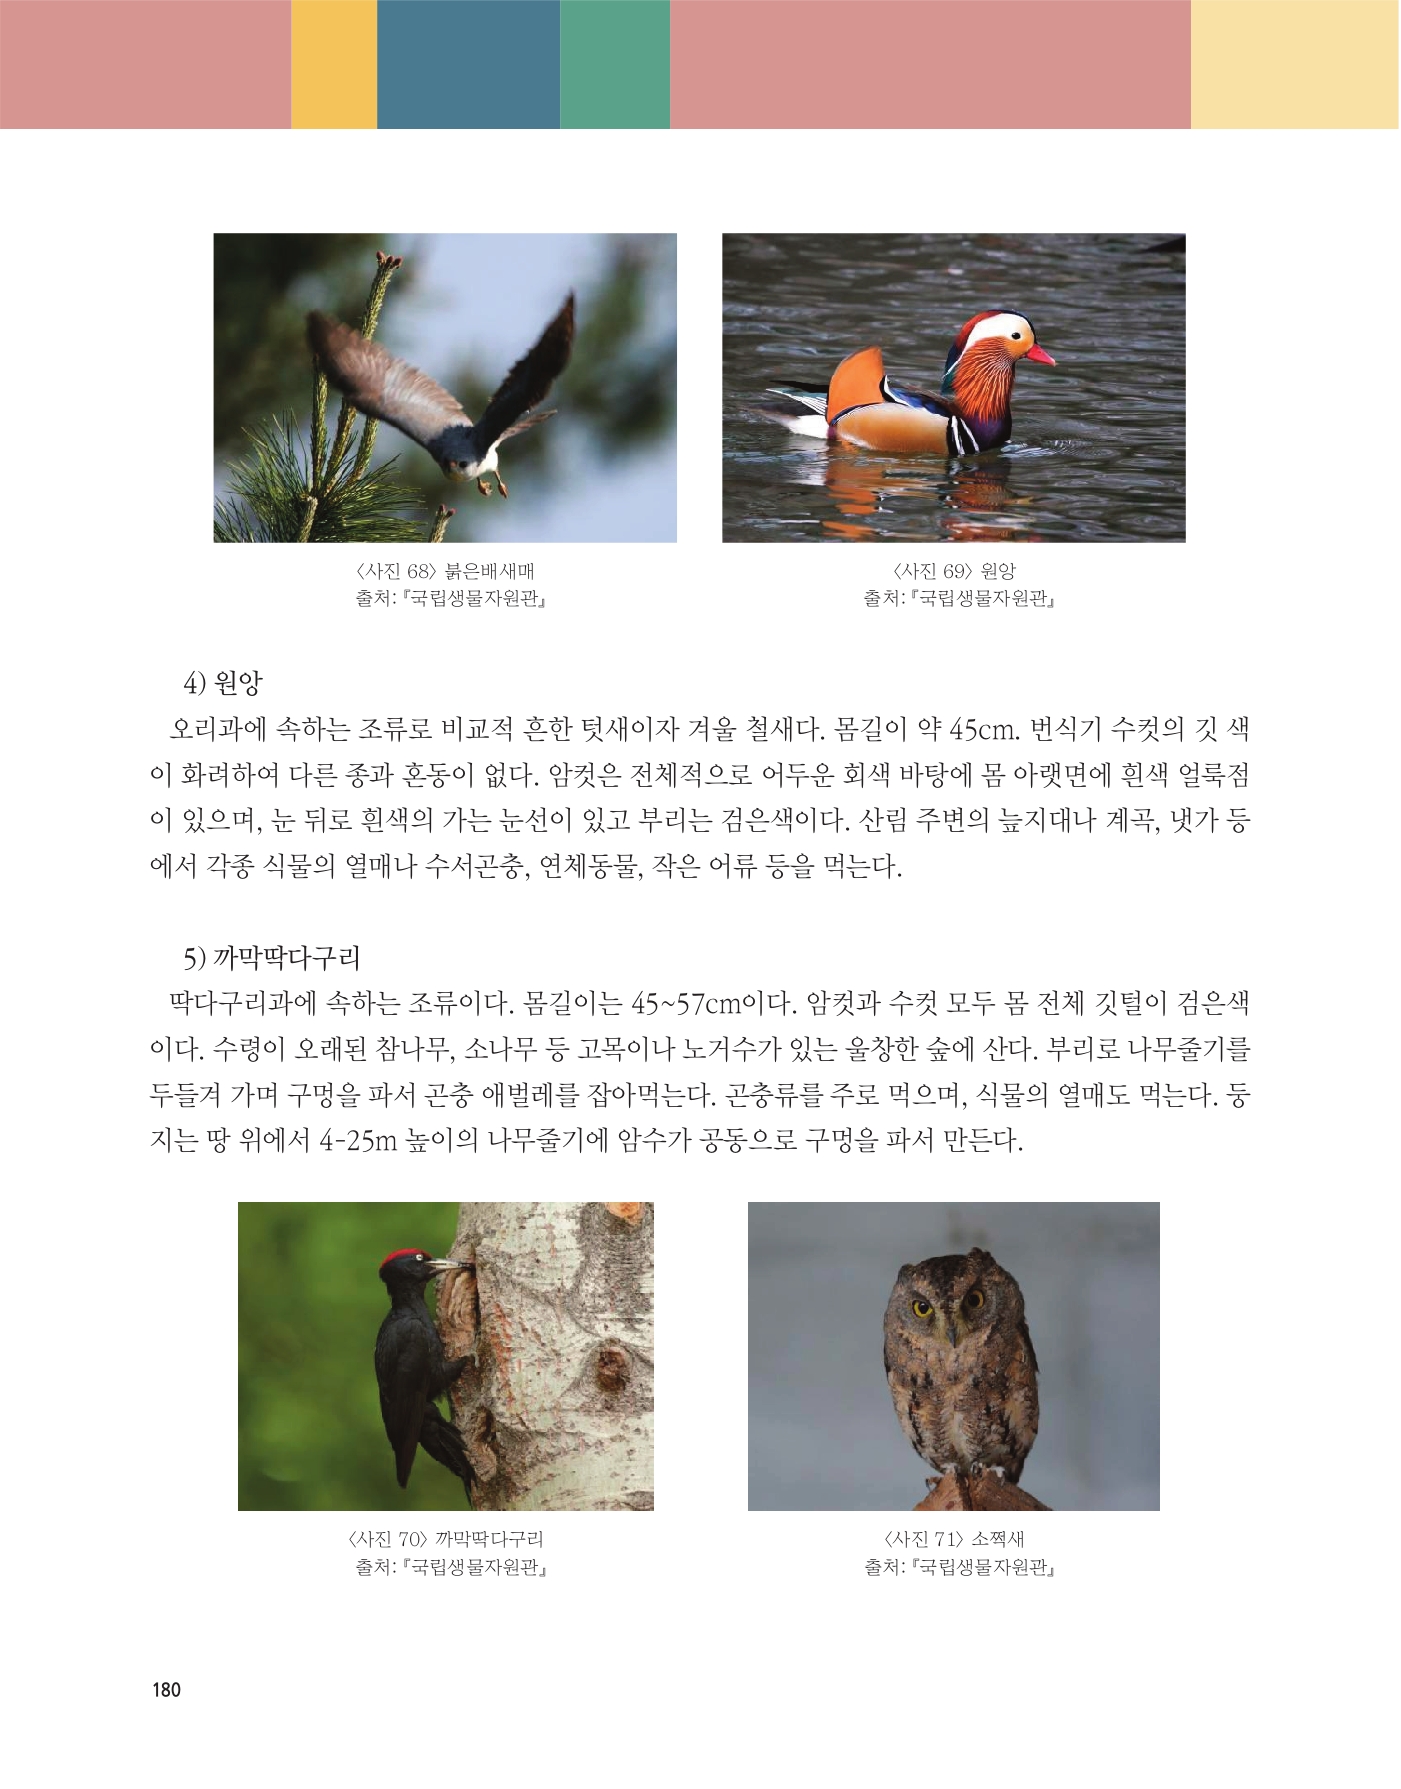 〈사진 68〉 붉은배새매
출처:『국립생물자원관』
〈사진 69〉 원앙
출처:『국립생물자원관』
4) 원앙
오리과에 속하는 조류로 비교적 흔한 텃새이자 겨울 철새다. 몸길이 약 45cm. 번식기 수컷의 깃 색
이 화려하여 다른 종과 혼동이 없다. 암컷은 전체적으로 어두운 회색 바탕에 몸 아랫면에 흰색 얼룩점
이 있으며, 눈 뒤로 흰색의 가는 눈선이 있고 부리는 검은색이다. 산림 주변의 늪지대나 계곡, 냇가 등
에서 각종 식물의 열매나 수서곤충, 연체동물, 작은 어류 등을 먹는다.
5) 까막딱다구리
딱다구리과에 속하는 조류이다. 몸길이는 45~57cm이다. 암컷과 수컷 모두 몸 전체 깃털이 검은색
이다. 수령이 오래된 참나무, 소나무 등 고목이나 노거수가 있는 울창한 숲에 산다. 부리로 나무줄기를
두들겨 가며 구멍을 파서 곤충 애벌레를 잡아먹는다. 곤충류를 주로 먹으며, 식물의 열매도 먹는다. 둥
지는 땅 위에서 4-25m 높이의 나무줄기에 암수가 공동으로 구멍을 파서 만든다.
〈사진 70〉 까막딱다구리
출처:『국립생물자원관』
〈사진 71〉 소쩍새
출처:『국립생물자원관』
180